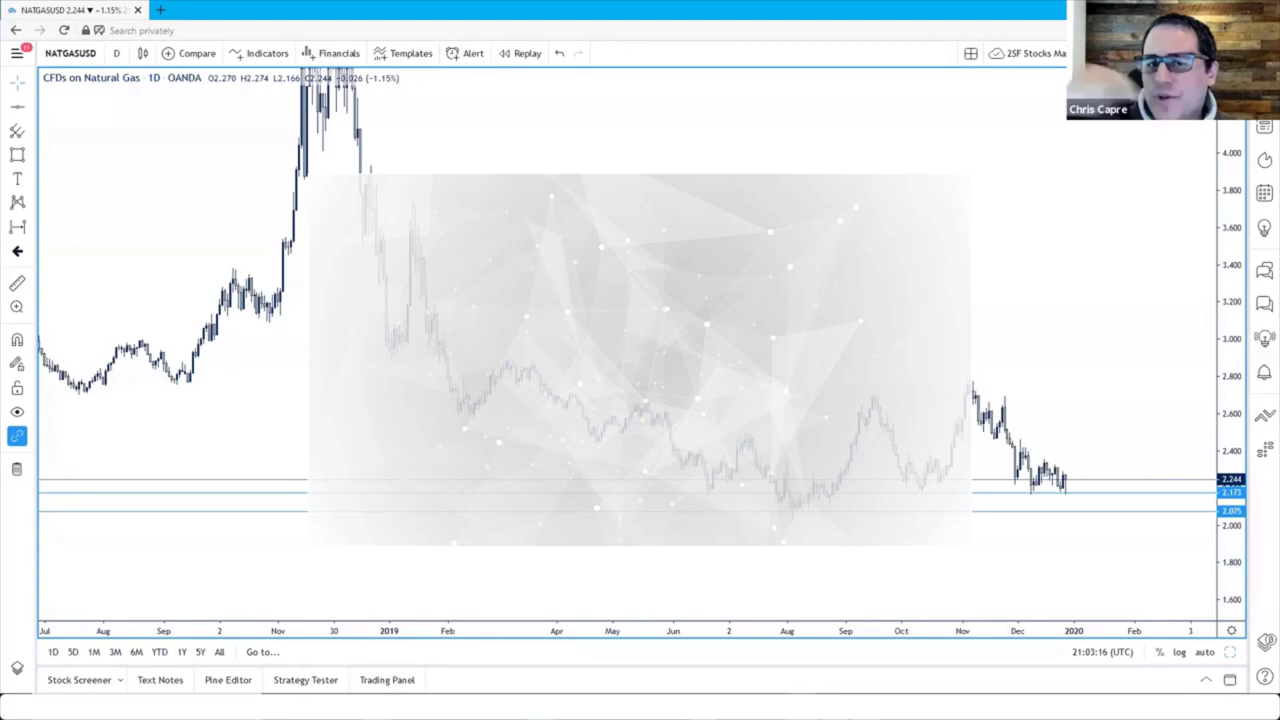 NATGASUSD 2.244 ▼ −1.15%
Search privately
11
NATGASUSD D Compare Indicators Financials Templates Alert Replay 2SF Stocks Ma
CFDs on Natural Gas · 1D · OANDA O2.270 H2.274 L2.166 C2.244 −0.026 (−1.15%)
Chris Capre
4.000
3.800
3.600
3.400
3.200
3.000
2.800
2.600
2.400
2.244
2.173
2.075
2.000
1.800
1.600
Jul Aug Sep 2 Nov 30 2019 Feb Apr May Jun 2 Aug Sep Oct Nov Dec 2020 Feb 3
1D 5D 1M 3M 6M YTD 1Y 5Y All Go to... 21:03:16 (UTC) % log auto
Stock Screener Text Notes Pine Editor Strategy Tester Trading Panel